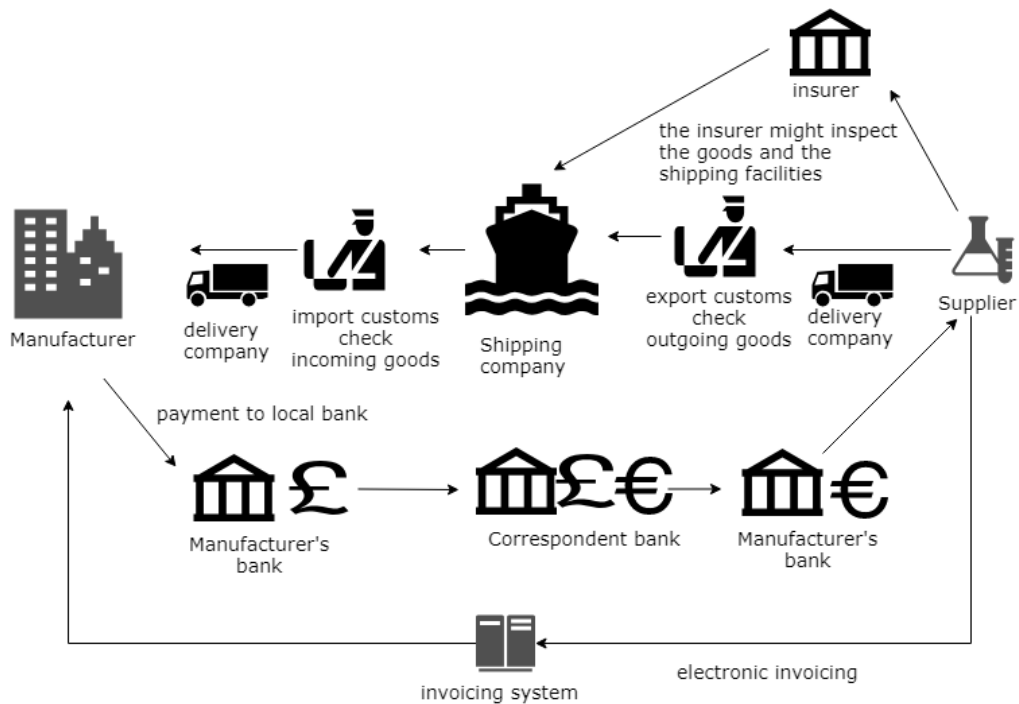 insurer
the insurer might inspect
the goods and the
shipping facilities
Manufacturer
delivery
company
import customs
check
incoming goods
Shipping
company
export customs
check
outgoing goods
delivery
company
Supplier
payment to local bank
£
£€
€
Manufacturer's
bank
Correspondent bank
Manufacturer's
bank
invoicing system
electronic invoicing